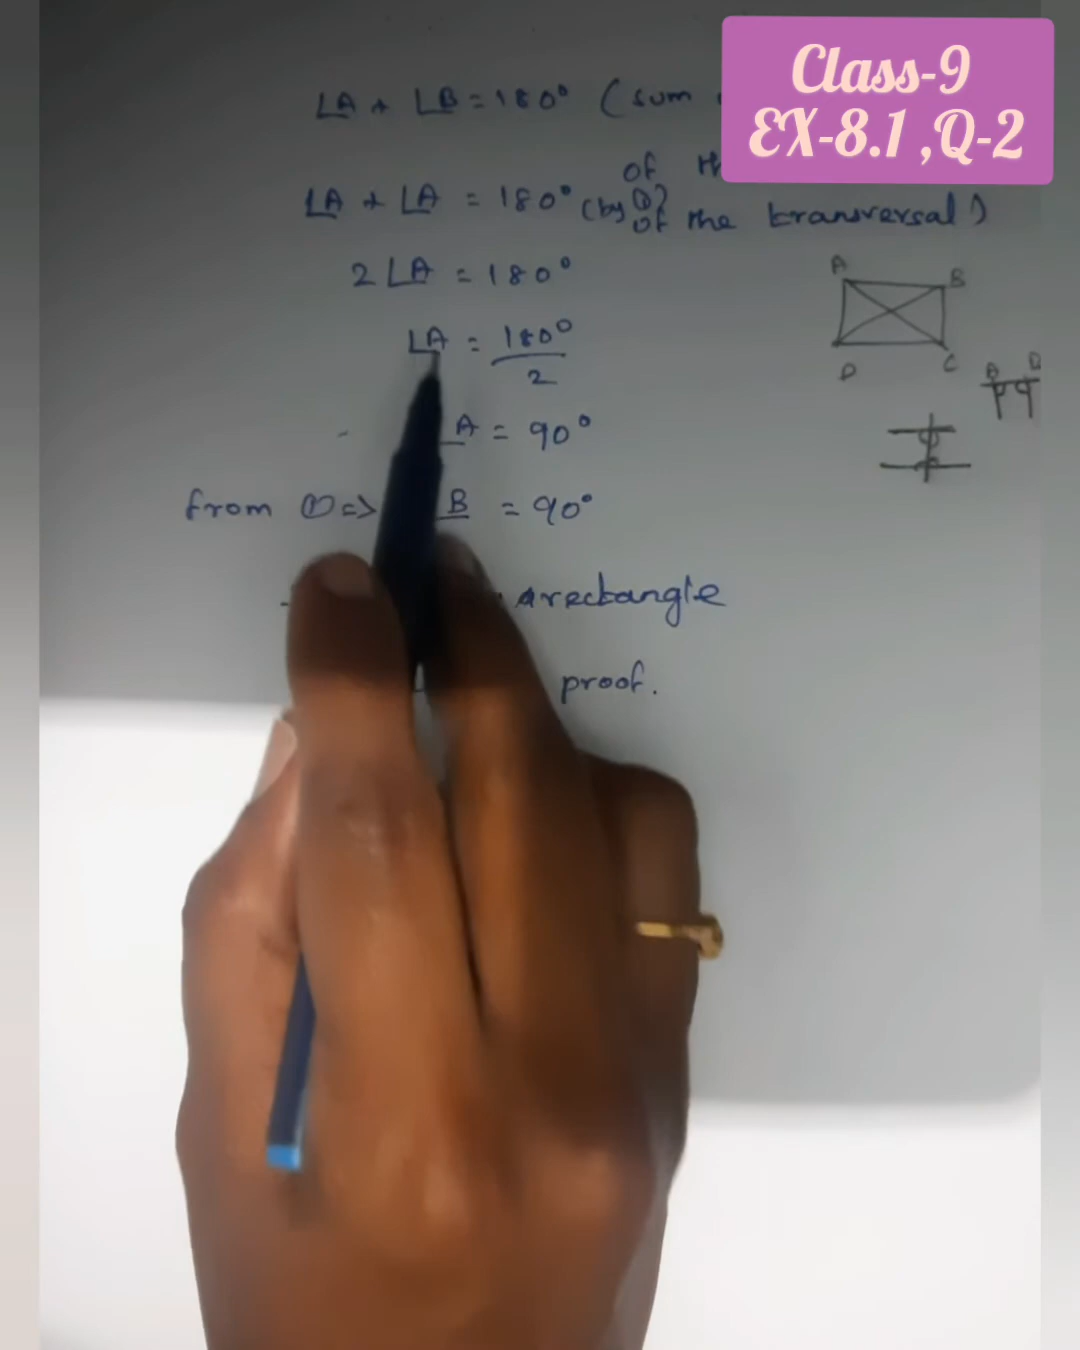 Class-9
EX-8.1 ,Q-2
∠A + ∠B = 180° (sum
of
∠A + ∠A = 180° (by ①)
of the transversal)
2∠A = 180°
∠A = 180°/2
∠A = 90°
from ① => ∠B = 90°
a rectangle
proof.
A B
D C